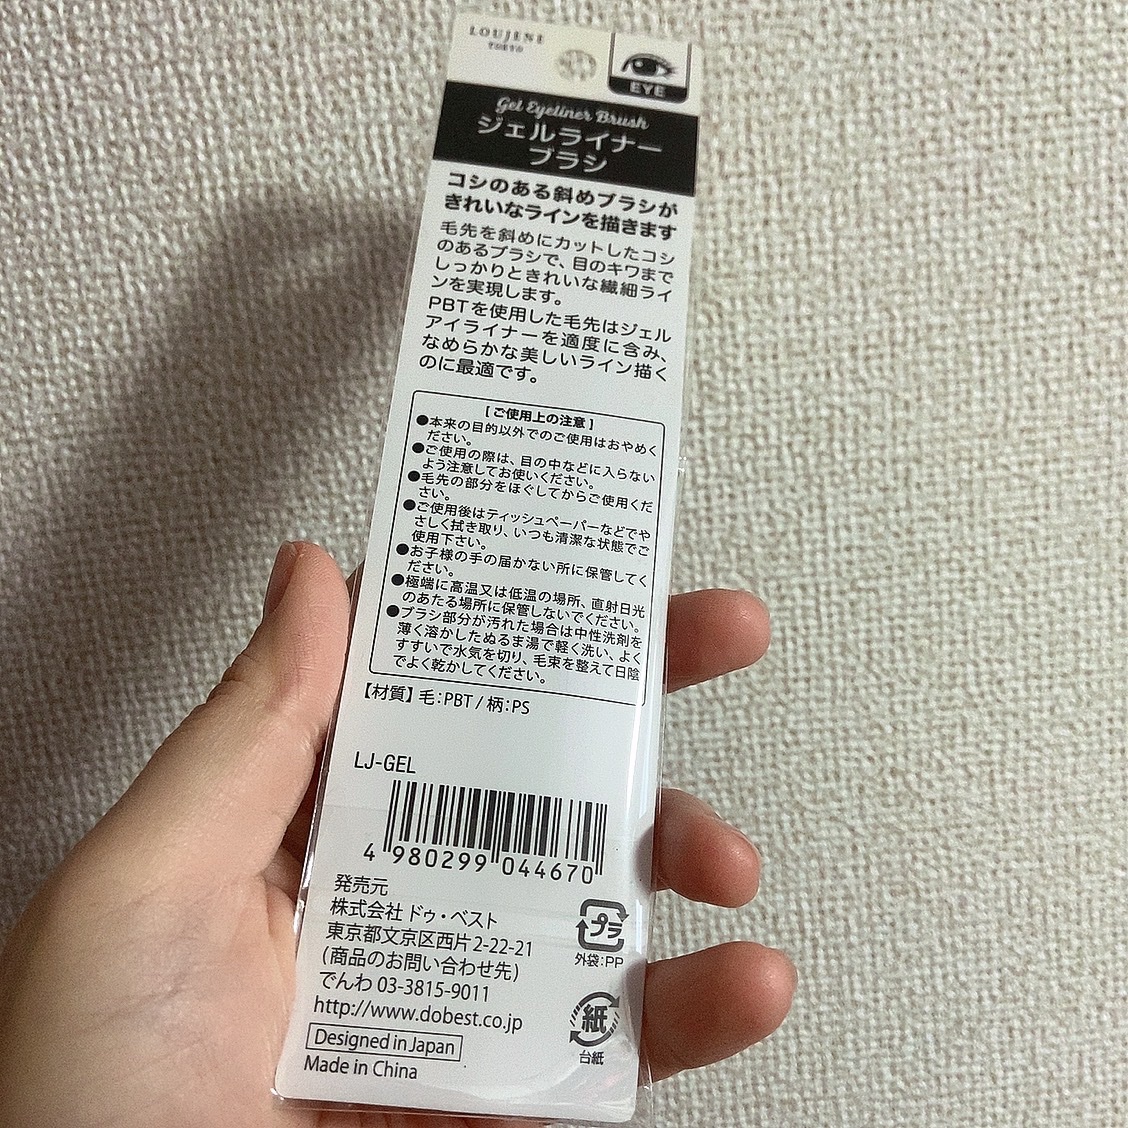 LOUJENE
TOKYO
EYE
Gel Eyeliner Brush
ジェルライナー
ブラシ
コシのある斜めブラシが
きれいなラインを描きます
毛先を斜めにカットしたコシ
のあるブラシで、目のキワまで
しっかりときれいな繊細ライ
ンを実現します。
PBTを使用した毛先はジェル
アイライナーを適度に含み、
なめらかな美しいライン描く
のに最適です。
[ご使用上の注意]
●本来の目的以外でのご使用はおやめく
ださい。
●ご使用の際は、目の中などに入らない
よう注意してお使いください。
●毛先の部分をほぐしてからご使用くだ
さい。
●ご使用後はティッシュペーパーなどでや
さしく拭き取り、いつも清潔な状態でご
使用下さい。
●お子様の手の届かない所に保管してく
ださい。
●極端に高温又は低温の場所、直射日光
のあたる場所に保管しないでください。
●ブラシ部分が汚れた場合は中性洗剤を
薄く溶かしたぬるま湯で軽く洗い、よく
すすいで水気を切り、毛束を整えて日陰
でよく乾かしてください。
【材質】毛:PBT / 柄:PS
LJ-GEL
4 980299 044670
発売元
株式会社 ドゥ・ベスト
東京都文京区西片2-22-21
(商品のお問い合わせ先)
でんわ 03-3815-9011
http://www.dobest.co.jp
Designed in Japan
Made in China
プラ
外袋:PP
紙
台紙